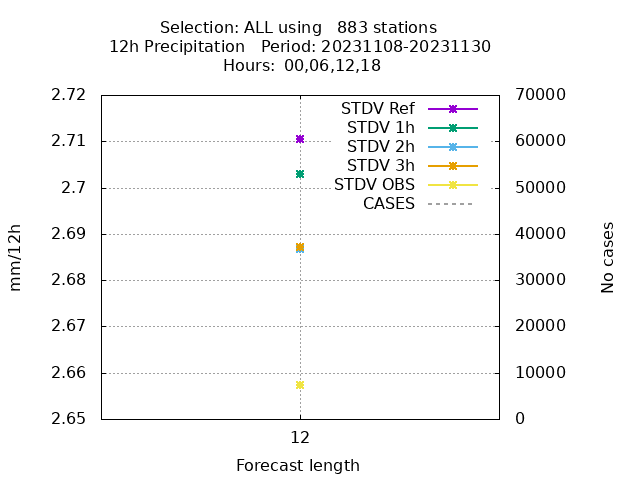 Selection: ALL using   883 stations
12h Precipitation   Period: 20231108-20231130
Hours:  00,06,12,18
2.72
2.71
2.7
2.69
2.68
2.67
2.66
2.65
70000
60000
50000
40000
30000
20000
10000
0
STDV Ref
STDV 1h
STDV 2h
STDV 3h
STDV OBS
CASES
mm/12h
No cases
12
Forecast length